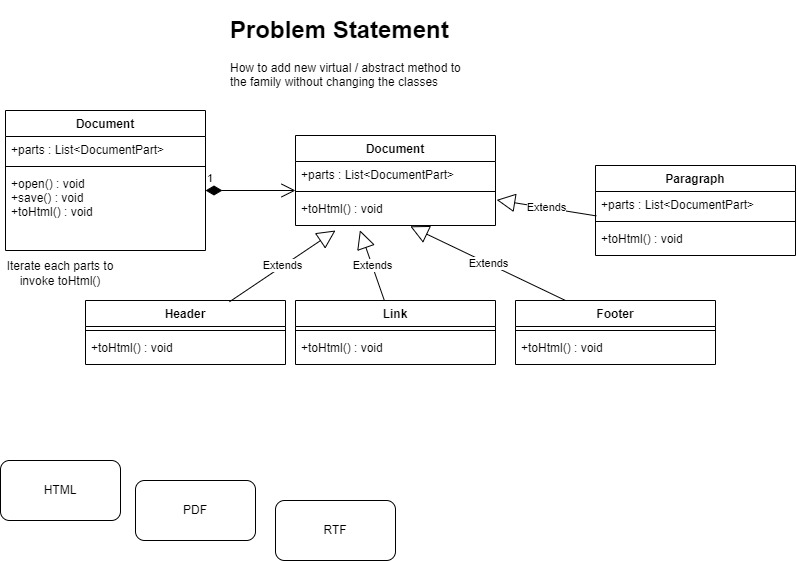 Problem Statement
How to add new virtual / abstract method to
the family without changing the classes
Document
+parts : List<DocumentPart>
+open() : void
+save() : void
+toHtml() : void
Iterate each parts to
invoke toHtml()
1
Document
+parts : List<DocumentPart>
+toHtml() : void
Extends
Paragraph
+parts : List<DocumentPart>
+toHtml() : void
Extends
Extends
Extends
Header
+toHtml() : void
Link
+toHtml() : void
Footer
+toHtml() : void
HTML
PDF
RTF